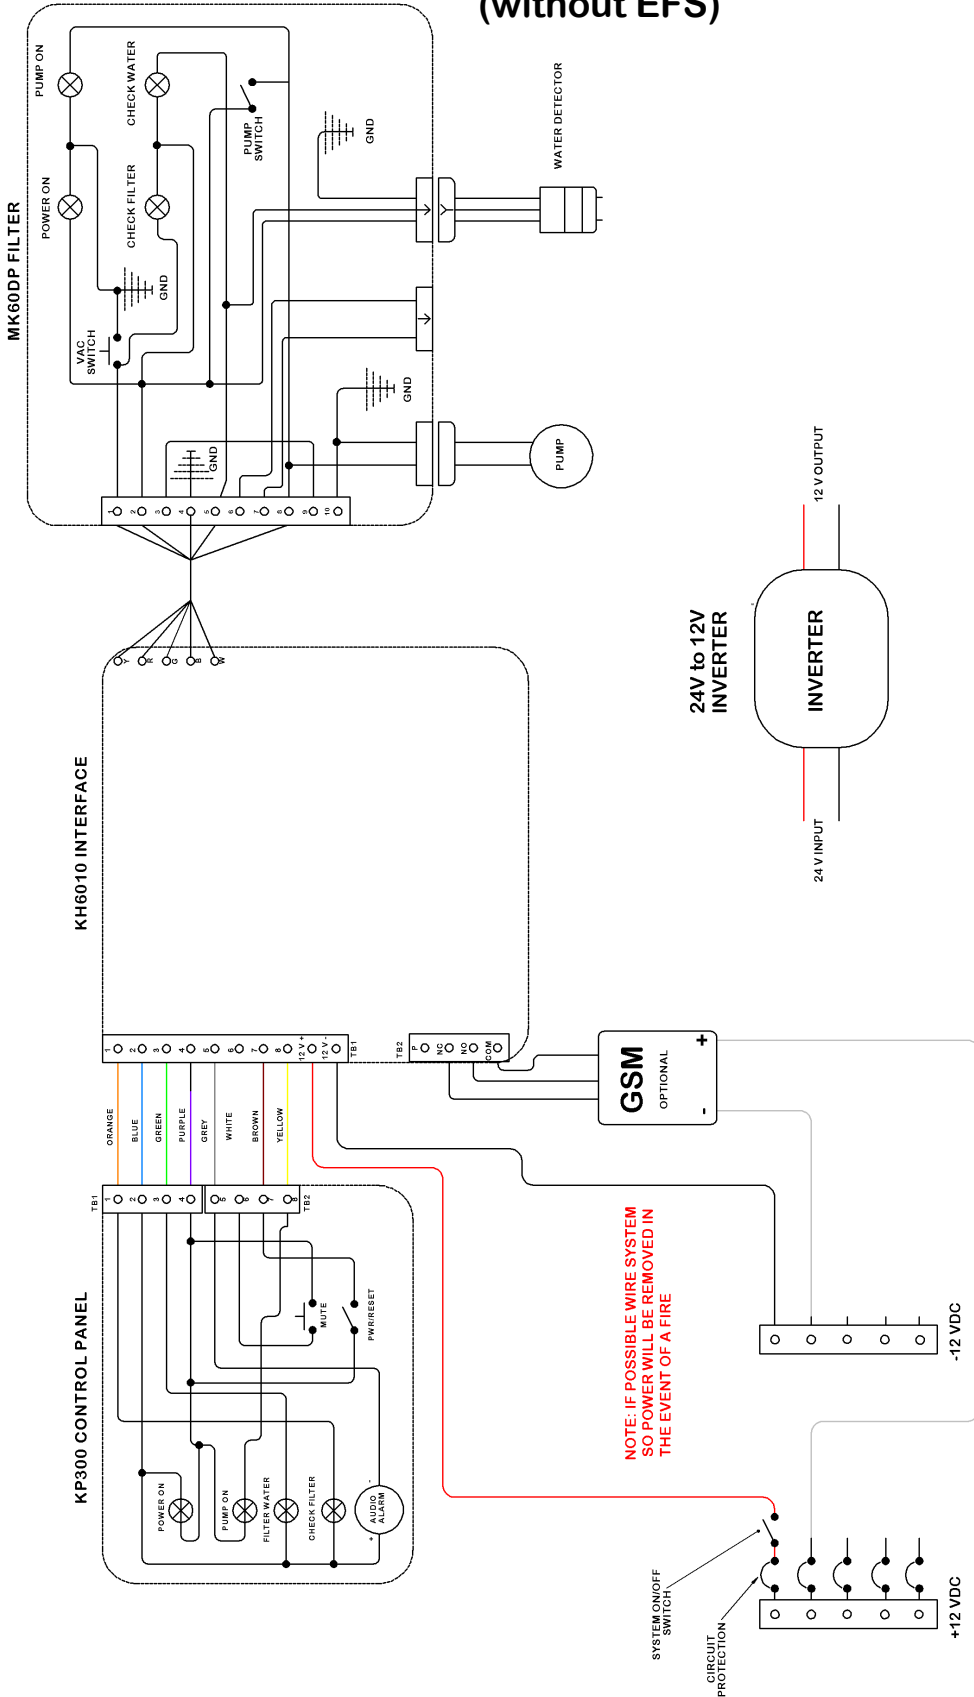 (without EFS)
MK60DP FILTER
PUMP ON
CHECK WATER
POWER ON
CHECK FILTER
PUMP
SWITCH
GND
WATER DETECTOR
VAC
SWITCH
GND
GND
GND
PUMP
1
2
3
4
5
6
7
8
9
10
Y
R
G
B
W
KH6010 INTERFACE
24V to 12V
INVERTER
12 V OUTPUT
INVERTER
24 V INPUT
1
2
3
4
5
6
7
8
12 V +
12 V -
TB1
TB2
P
NC
NO
COM
GSM
OPTIONAL
+
-
ORANGE
BLUE
GREEN
PURPLE
GREY
WHITE
BROWN
YELLOW
KP300 CONTROL PANEL
TB1
1
2
3
4
5
6
7
8
TB2
MUTE
PWR/RESET
POWER ON
PUMP ON
FILTER WATER
CHECK FILTER
AUDIO
ALARM
+
-
NOTE: IF POSSIBLE WIRE SYSTEM
SO POWER WILL BE REMOVED IN
THE EVENT OF A FIRE
-12 VDC
SYSTEM ON/OFF
SWITCH
CIRCUIT
PROTECTION
+12 VDC